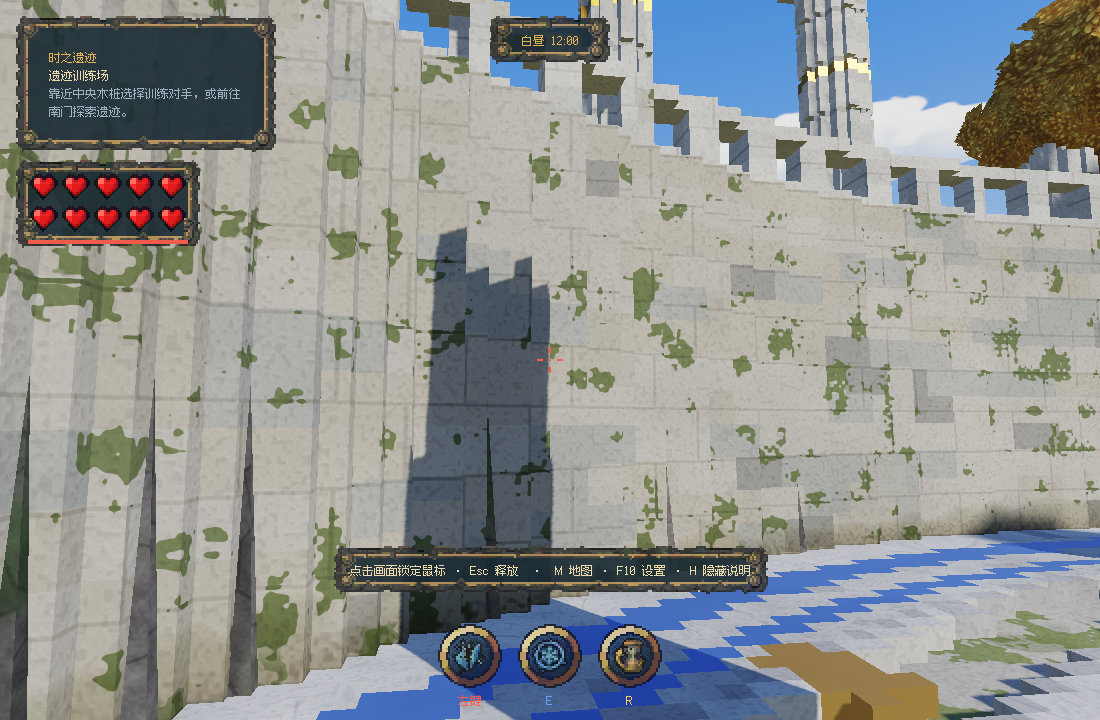 白昼 12:00
时之遗迹
遗迹训练场
靠近中央木桩选择训练对手，或前往
南门探索遗迹。
点击画面锁定鼠标 · Esc 释放 · M 地图 · F10 设置 · H 隐藏说明
左键 E R